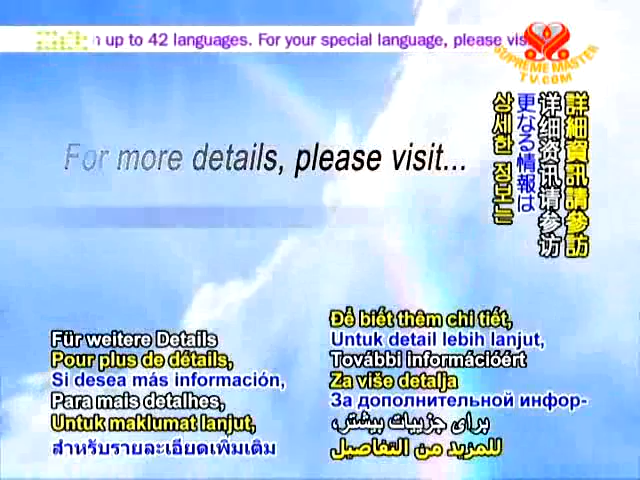 n up to 42 languages. For your special language, please vis
SUPREME MASTER
TV.COM
For more details, please visit...
詳細資訊請參訪
详细资讯请参访
更なる情報は
상세한 정보는
Für weitere Details
Pour plus de détails,
Si desea más información,
Para mais detalhes,
Untuk maklumat lanjut,
สำหรับรายละเอียดเพิ่มเติม
Để biết thêm chi tiết,
Untuk detail lebih lanjut,
További információért
Za više detalja
За дополнительной инфор-
برای جزییات بیشتر،
للمزيد من التفاصيل